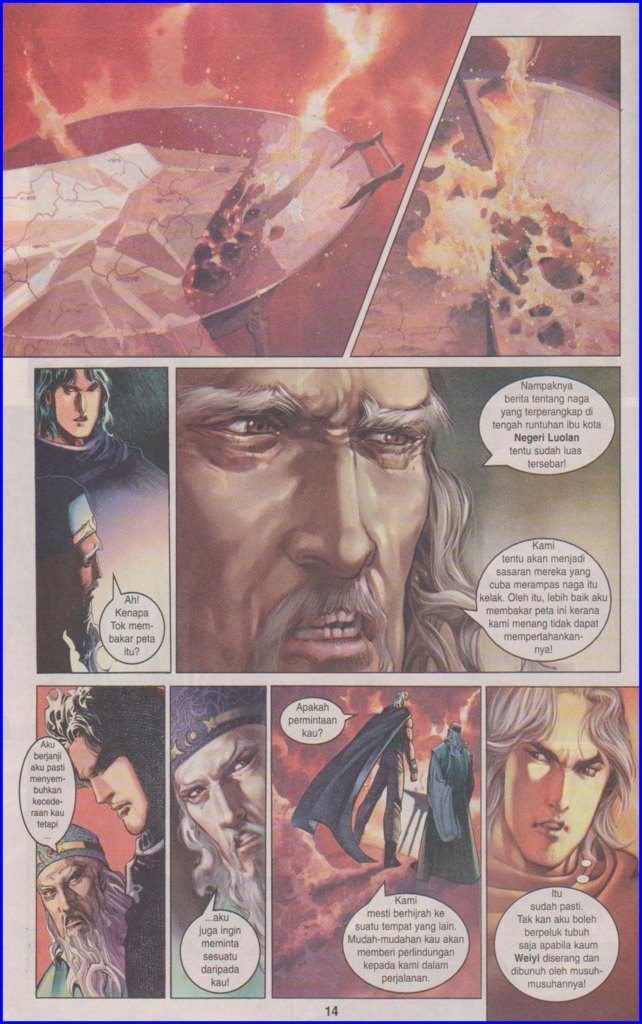 Nampaknya
berita tentang naga
yang terperangkap di
tengah runtuhan ibu kota
Negeri Luolan
tentu sudah luas
tersebar!
Ah!
Kenapa
Tok mem-
bakar peta
itu?
Kami
tentu akan menjadi
sasaran mereka yang
cuba merampas naga itu
kelak. Oleh itu, lebih baik aku
membakar peta ini kerana
kami menang tidak dapat
mempertahankan-
nya!
Aku
berjanji
aku pasti
menyem-
buhkan
kecede-
raan kau
tetapi
...
...aku
juga ingin
meminta
sesuatu
daripada
kau!
Apakah
permintaan
kau?
Kami
mesti berhijrah ke
suatu tempat yang lain.
Mudah-mudahan kau akan
memberi perlindungan
kepada kami dalam
perjalanan.
Itu
sudah pasti.
Tak kan aku boleh
berpeluk tubuh
saja apabila kaum
Weiyi diserang dan
dibunuh oleh musuh-
musuhannya!
14